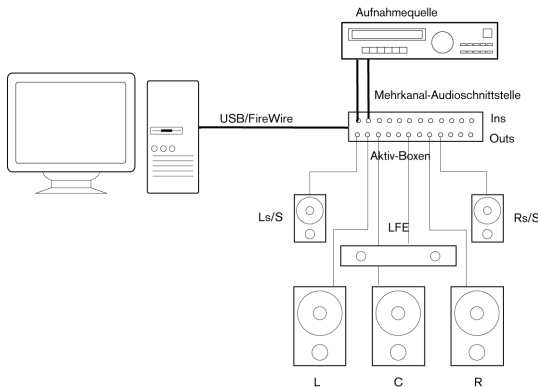 Aufnahmequelle
Mehrkanal-Audioschnittstelle
USB/FireWire
Ins
Outs
Aktiv-Boxen
Ls/S
LFE
Rs/S
L
C
R